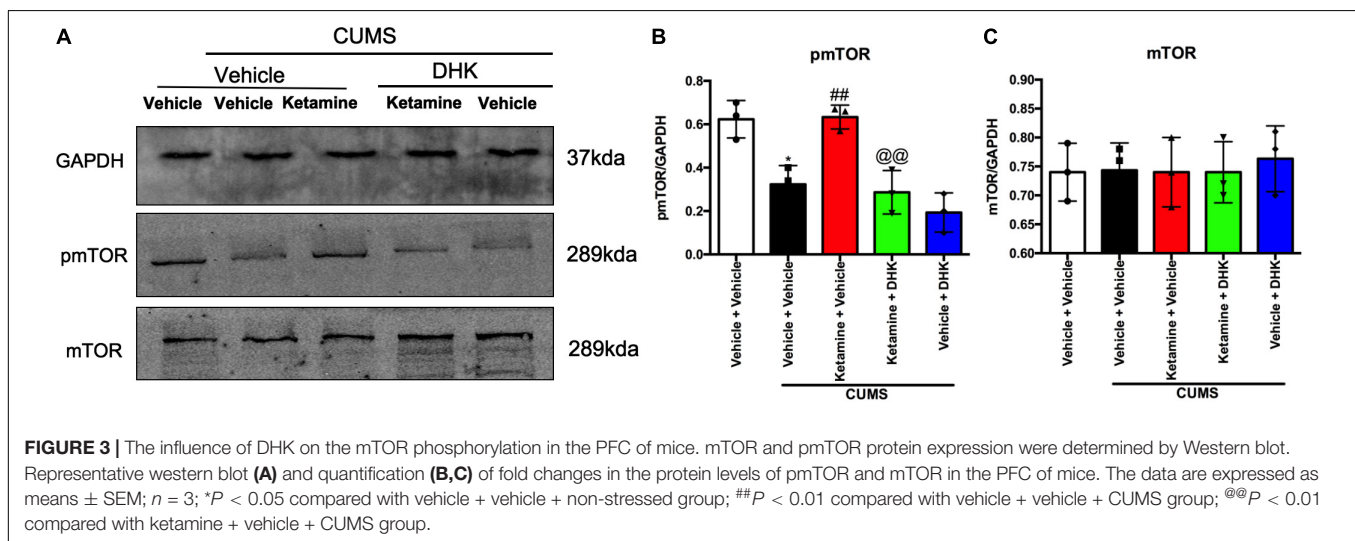 A
CUMS
Vehicle DHK
Vehicle Vehicle Ketamine Ketamine Vehicle
GAPDH 37kda
pmTOR 289kda
mTOR 289kda
B
pmTOR
pmTOR/GAPDH
0.8
0.6
0.4
0.2
0.0
*
##
@@
Vehicle + Vehicle
Vehicle + Vehicle
Ketamine + Vehicle
Ketamine + DHK
Vehicle + DHK
CUMS
C
mTOR
mTOR/GAPDH
0.90
0.85
0.80
0.75
0.70
0.65
0.60
Vehicle + Vehicle
Vehicle + Vehicle
Ketamine + Vehicle
Ketamine + DHK
Vehicle + DHK
CUMS
FIGURE 3 | The influence of DHK on the mTOR phosphorylation in the PFC of mice. mTOR and pmTOR protein expression were determined by Western blot.
Representative western blot (A) and quantification (B,C) of fold changes in the protein levels of pmTOR and mTOR in the PFC of mice. The data are expressed as
means ± SEM; n = 3; *P < 0.05 compared with vehicle + vehicle + non-stressed group; ##P < 0.01 compared with vehicle + vehicle + CUMS group; @@P < 0.01
compared with ketamine + vehicle + CUMS group.